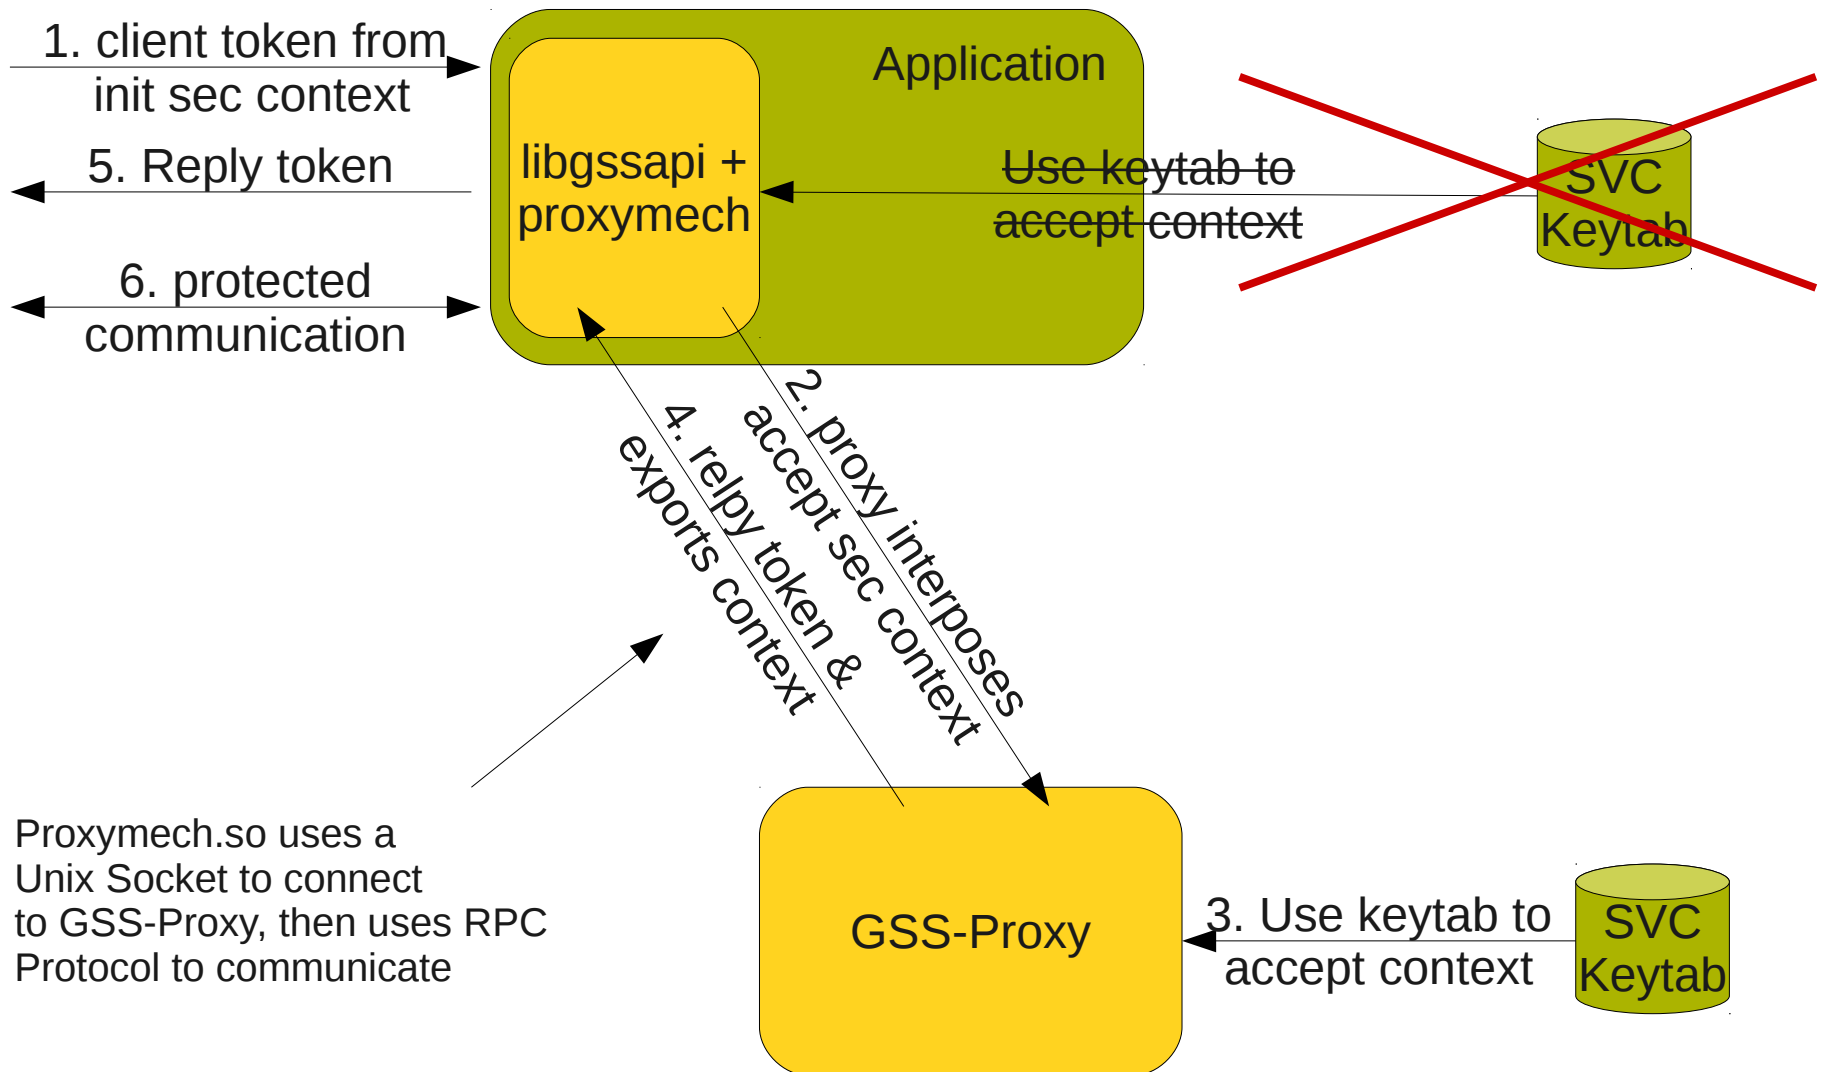 1. client token from
init sec context
5. Reply token
6. protected
communication
Application
libgssapi +
proxymech
Use keytab to
accept context
SVC
Keytab
2. proxy interposes
accept sec context
4. relpy token &
exports context
Proxymech.so uses a
Unix Socket to connect
to GSS-Proxy, then uses RPC
Protocol to communicate
GSS-Proxy
3. Use keytab to
accept context
SVC
Keytab